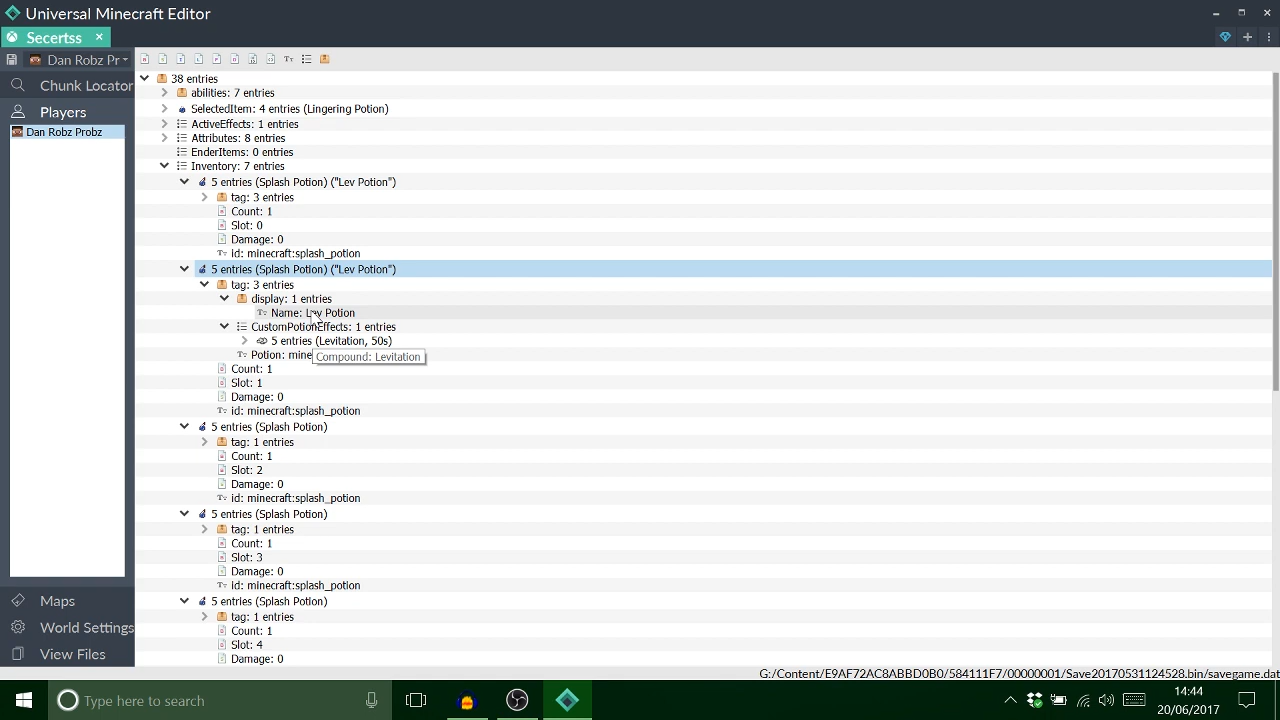 Universal Minecraft Editor
Secertss
Dan Robz Pr
Chunk Locator
Players
Dan Robz Probz
38 entries
abilities: 7 entries
SelectedItem: 4 entries (Lingering Potion)
ActiveEffects: 1 entries
Attributes: 8 entries
EnderItems: 0 entries
Inventory: 7 entries
5 entries (Splash Potion) ("Lev Potion")
tag: 3 entries
Count: 1
Slot: 0
Damage: 0
id: minecraft:splash_potion
5 entries (Splash Potion) ("Lev Potion")
tag: 3 entries
display: 1 entries
Name: Lev Potion
CustomPotionEffects: 1 entries
5 entries (Levitation, 50s)
Potion: mine
Compound: Levitation
Count: 1
Slot: 1
Damage: 0
id: minecraft:splash_potion
5 entries (Splash Potion)
tag: 1 entries
Count: 1
Slot: 2
Damage: 0
id: minecraft:splash_potion
5 entries (Splash Potion)
tag: 1 entries
Count: 1
Slot: 3
Damage: 0
id: minecraft:splash_potion
5 entries (Splash Potion)
tag: 1 entries
Count: 1
Slot: 4
Damage: 0
Maps
World Settings
View Files
G:/Content/E9AF72AC8ABBD0B0/584111F7/00000001/Save20170531124528.bin/savegame.dat
Type here to search
14:44
20/06/2017